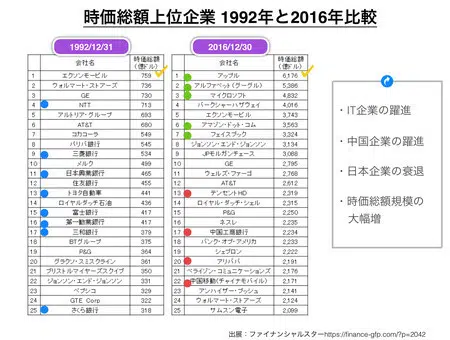 時価総額上位企業 1992年と2016年比較
1992/12/31
会社名 時価総額(億ドル)
1 エクソンモービル 759
2 ウォルマート・ストアーズ 736
3 GE 730
4 NTT 713
5 アルトリア・グループ 693
6 AT&T 680
7 コカコーラ 549
8 パリバ銀行 545
9 三菱銀行 534
10 メルク 499
11 日本興業銀行 465
12 住友銀行 455
13 トヨタ自動車 441
14 ロイヤルダッチ石油 436
15 富士銀行 417
16 第一勧業銀行 417
17 三和銀行 379
18 BTグループ 375
19 P&G 364
20 グラクソ・スミスクライン 361
21 ブリストルマイヤーズスクイブ 350
22 ジョンソン・エンド・ジョンソン 331
23 ペプシコ 329
24 GTE Corp 322
25 さくら銀行 318
2016/12/30
会社名 時価総額(億ドル)
1 アップル 6,176
2 アルファベット(グーグル) 5,386
3 マイクロソフト 4,832
4 バークシャーハザウェイ 4,016
5 エクソンモービル 3,743
6 アマゾン・ドット・コム 3,563
7 フェイスブック 3,324
8 ジョンソン・エンド・ジョンソン 3,134
9 JPモルガンチェース 3,088
10 GE 2,795
11 ウェルズ・ファーゴ 2,768
12 AT&T 2,612
13 テンセントHD 2,319
14 ロイヤル・ダッチ・シェル 2,315
15 P&G 2,250
16 ネスレ 2,235
17 中国工商銀行 2,234
18 バンク・オブ・アメリカ 2,233
19 シェブロン 2,222
20 アリババ 2,191
21 ベライゾン・コミュニケーションズ 2,176
22 中国移動(チャイナモバイル) 2,171
23 アンハイザー・ブッシュ 2,141
24 ウォルマート・ストアーズ 2,124
25 サムスン電子 2,099
・IT企業の躍進
・中国企業の躍進
・日本企業の衰退
・時価総額規模の
大幅増
出展：ファイナンシャルスターhttps://finance-gfp.com/?p=2042